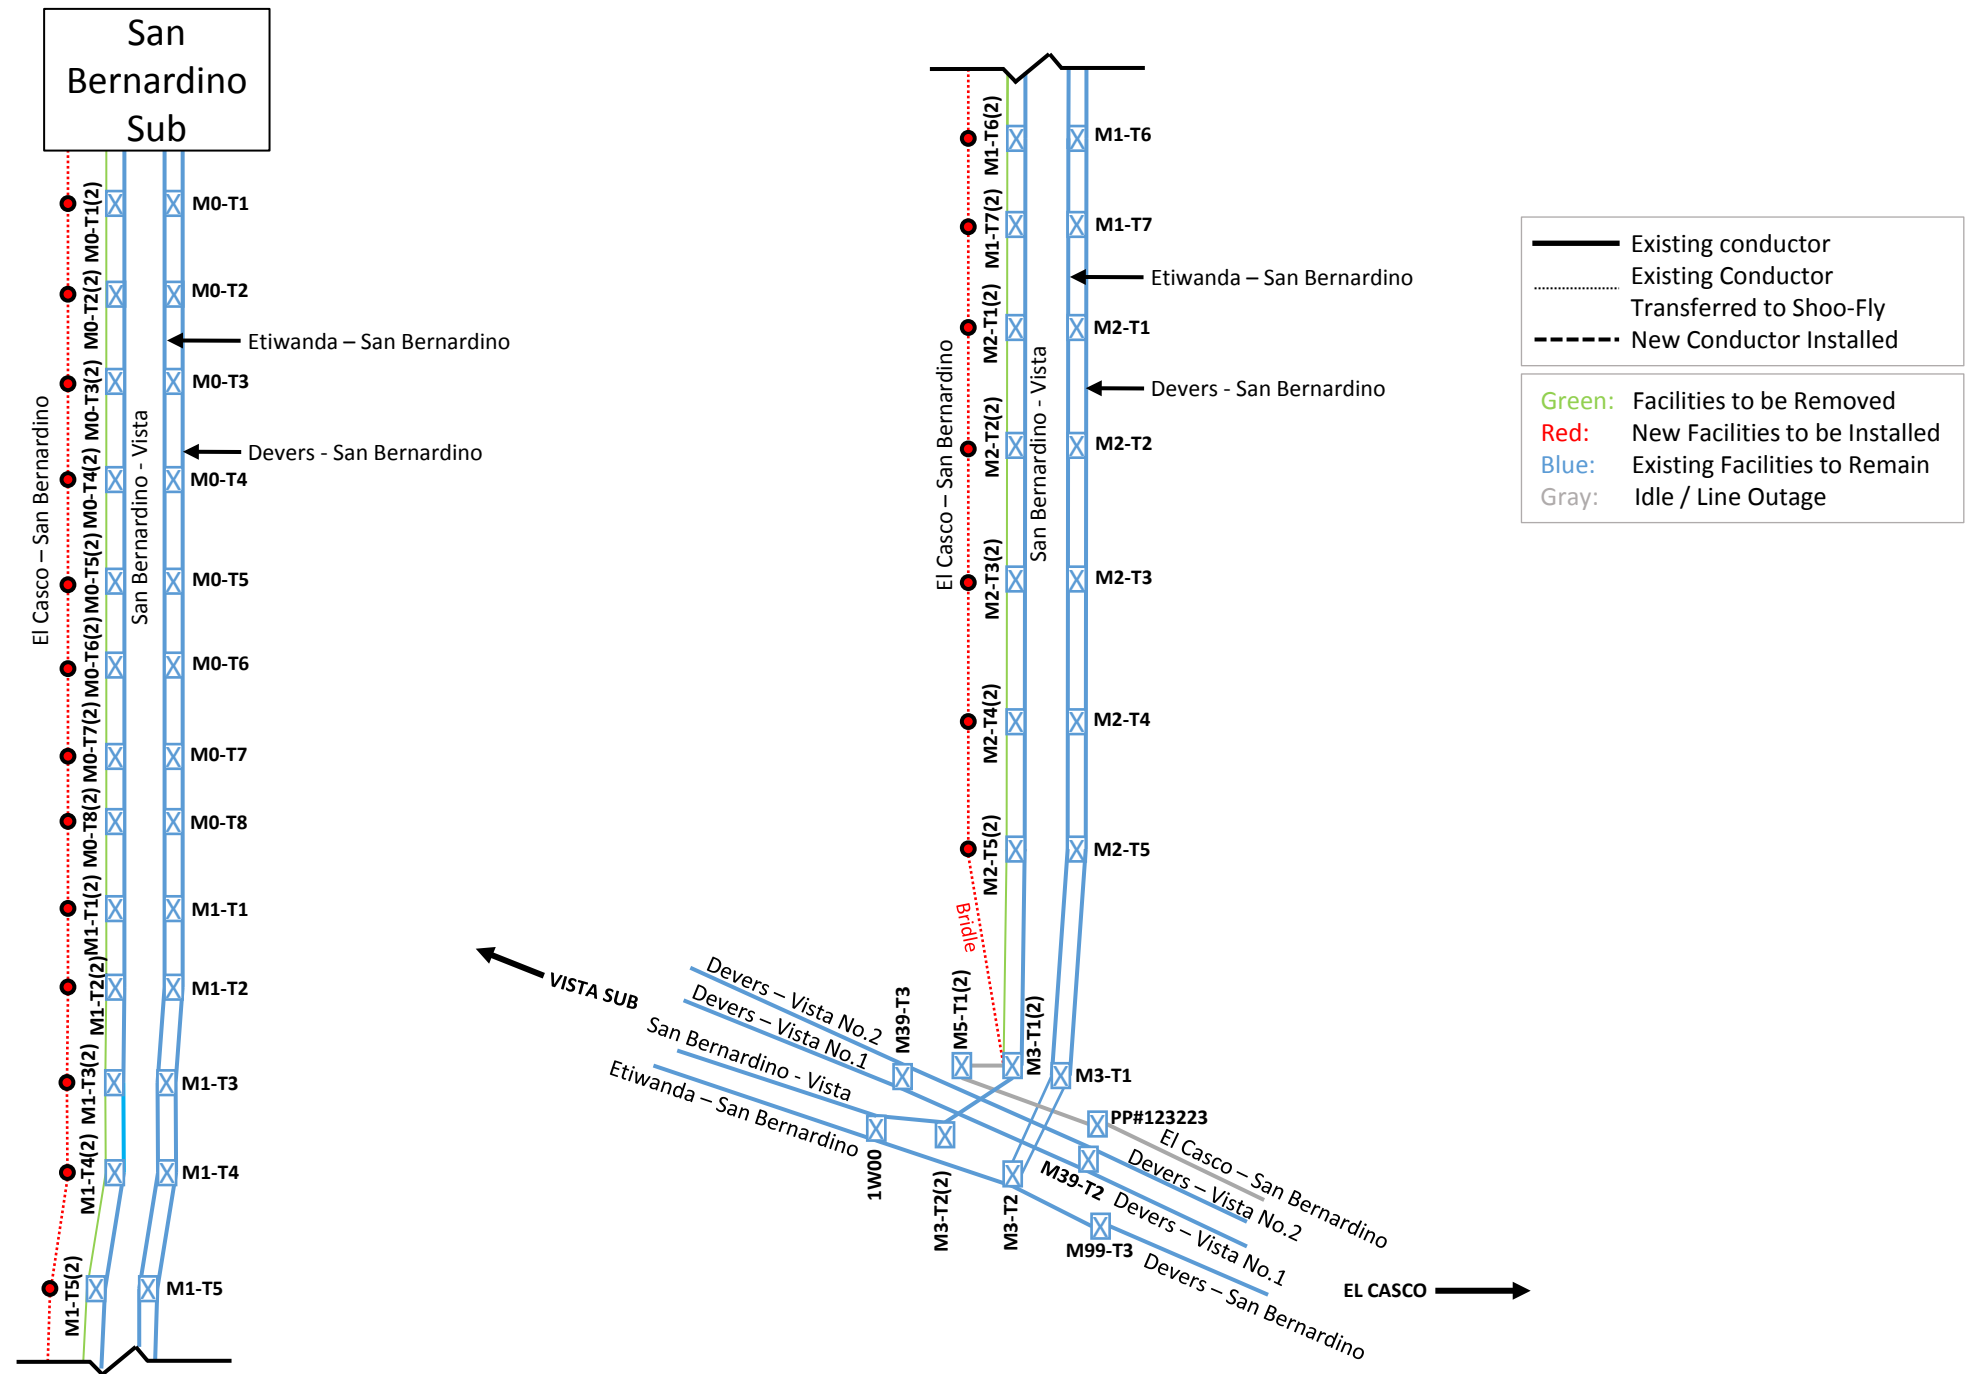 San
Bernardino
Sub
M0-T1(2)
M0-T1
M0-T2(2)
M0-T2
Etiwanda – San Bernardino
M0-T3(2)
M0-T3
El Casco – San Bernardino
San Bernardino - Vista
Devers - San Bernardino
M0-T4(2)
M0-T4
M0-T5(2)
M0-T5
M0-T6(2)
M0-T6
M0-T7(2)
M0-T7
M0-T8(2)
M0-T8
M1-T1(2)
M1-T1
M1-T2(2)
M1-T2
M1-T3(2)
M1-T3
M1-T4(2)
M1-T4
M1-T5(2)
M1-T5
M1-T6(2)
M1-T6
M1-T7(2)
M1-T7
Etiwanda – San Bernardino
M2-T1(2)
M2-T1
El Casco – San Bernardino
San Bernardino - Vista
Devers - San Bernardino
M2-T2(2)
M2-T2
M2-T3(2)
M2-T3
M2-T4(2)
M2-T4
M2-T5(2)
M2-T5
Bridle
VISTA SUB
Devers – Vista No.2
Devers – Vista No.1
San Bernardino - Vista
Etiwanda – San Bernardino
M39-T3
M5-T1(2)
M3-T1(2)
M3-T1
PP#123223
1W00
M3-T2(2)
M3-T2
M39-T2
M99-T3
El Casco – San Bernardino
Devers – Vista No.2
Devers – Vista No.1
Devers – San Bernardino
EL CASCO
Existing conductor
Existing Conductor
Transferred to Shoo-Fly
New Conductor Installed
Green: Facilities to be Removed
Red: New Facilities to be Installed
Blue: Existing Facilities to Remain
Gray: Idle / Line Outage